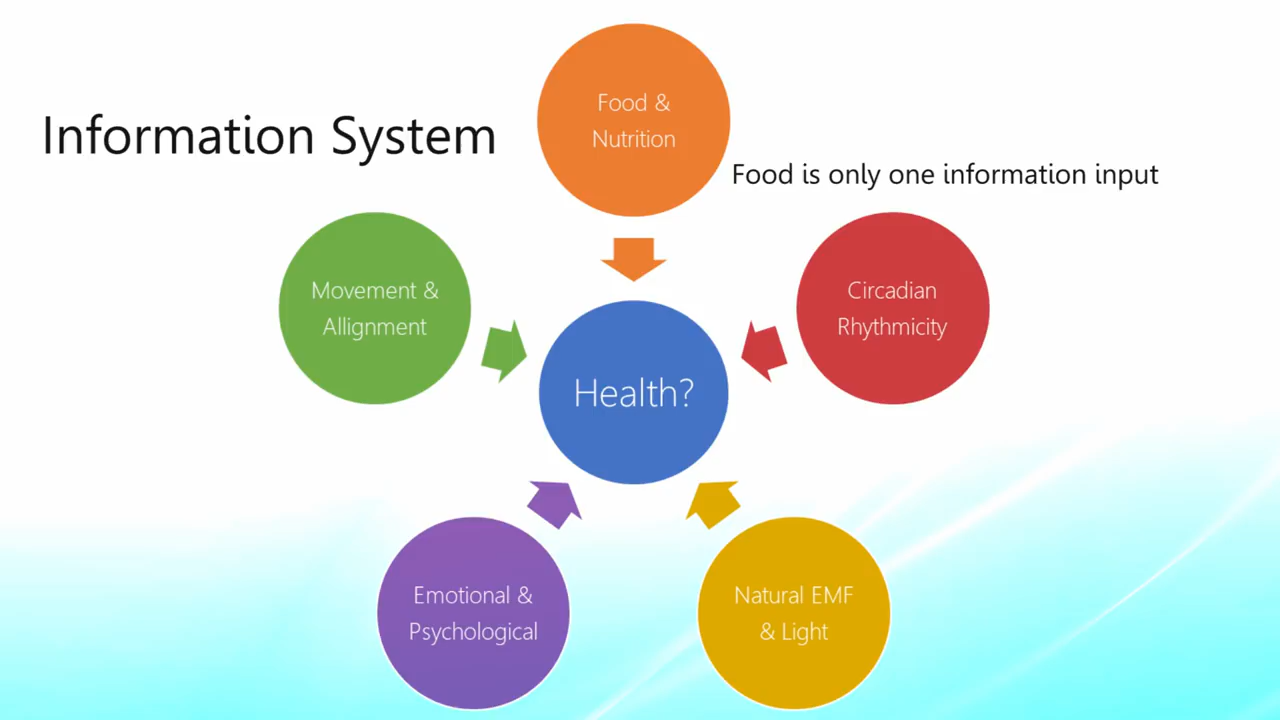 Information System
Food &
Nutrition
Food is only one information input
Movement &
Allignment
Circadian
Rhythmicity
Health?
Emotional &
Psychological
Natural EMF
& Light